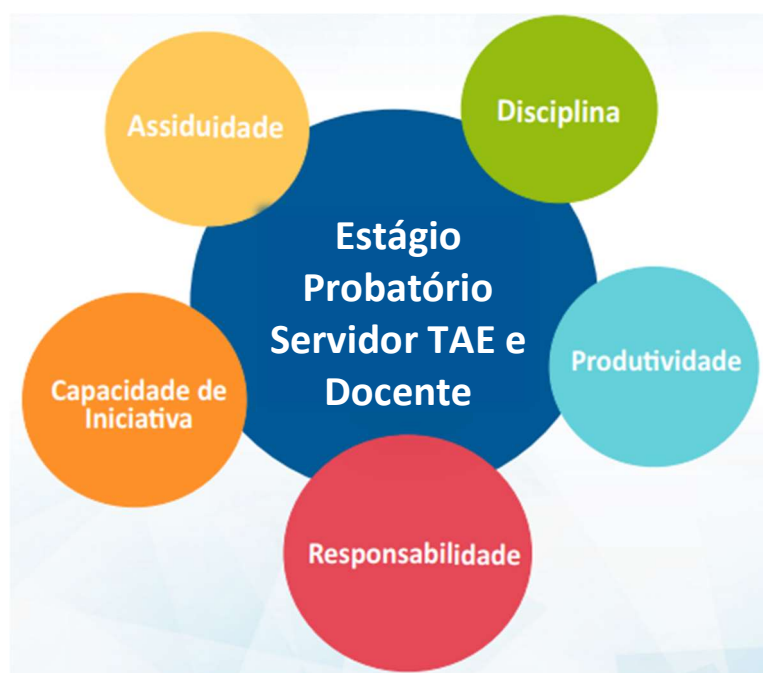 Assiduidade
Disciplina
Estágio
Probatório
Servidor TAE e
Docente
Produtividade
Capacidade de
Iniciativa
Responsabilidade